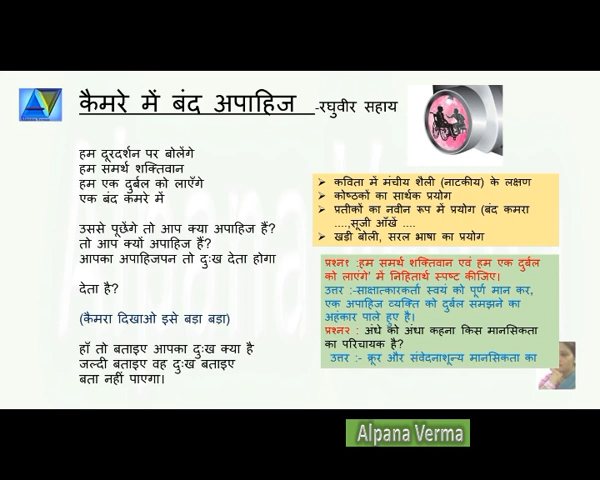 कैमरे में बंद अपाहिज -रघुवीर सहाय
हम दूरदर्शन पर बोलेंगे
हम समर्थ शक्तिवान
हम एक दुर्बल को लाएँगे
एक बंद कमरे में
उससे पूछेंगे तो आप क्या अपाहिज हैं?
तो आप क्यों अपाहिज हैं?
आपका अपाहिजपन तो दुःख देता होगा
देता है?
(कैमरा दिखाओ इसे बड़ा बड़ा)
हाँ तो बताइए आपका दुःख क्या है
जल्दी बताइए वह दुःख बताइए
बता नहीं पाएगा।
➢ कविता में मंचीय शैली (नाटकीय) के लक्षण
➢ कोष्ठकों का सार्थक प्रयोग
➢ प्रतीकों का नवीन रूप में प्रयोग (बंद कमरा
....,सूजी आँखें ....
➢ खड़ी बोली, सरल भाषा का प्रयोग
प्रश्न१ :हम समर्थ शक्तिवान एवं हम एक दुर्बल
को लाएंगे' में निहितार्थ स्पष्ट कीजिए।
उत्तर :-साक्षात्कारकर्ता स्वयं को पूर्ण मान कर,
एक अपाहिज व्यक्ति को दुर्बल समझने का
अहंकार पाले हुए है।
प्रश्न२ : अंधे को अंधा कहना किस मानसिकता
का परिचायक है?
उत्तर :- क्रूर और संवेदनाशून्य मानसिकता का
Alpana Verma